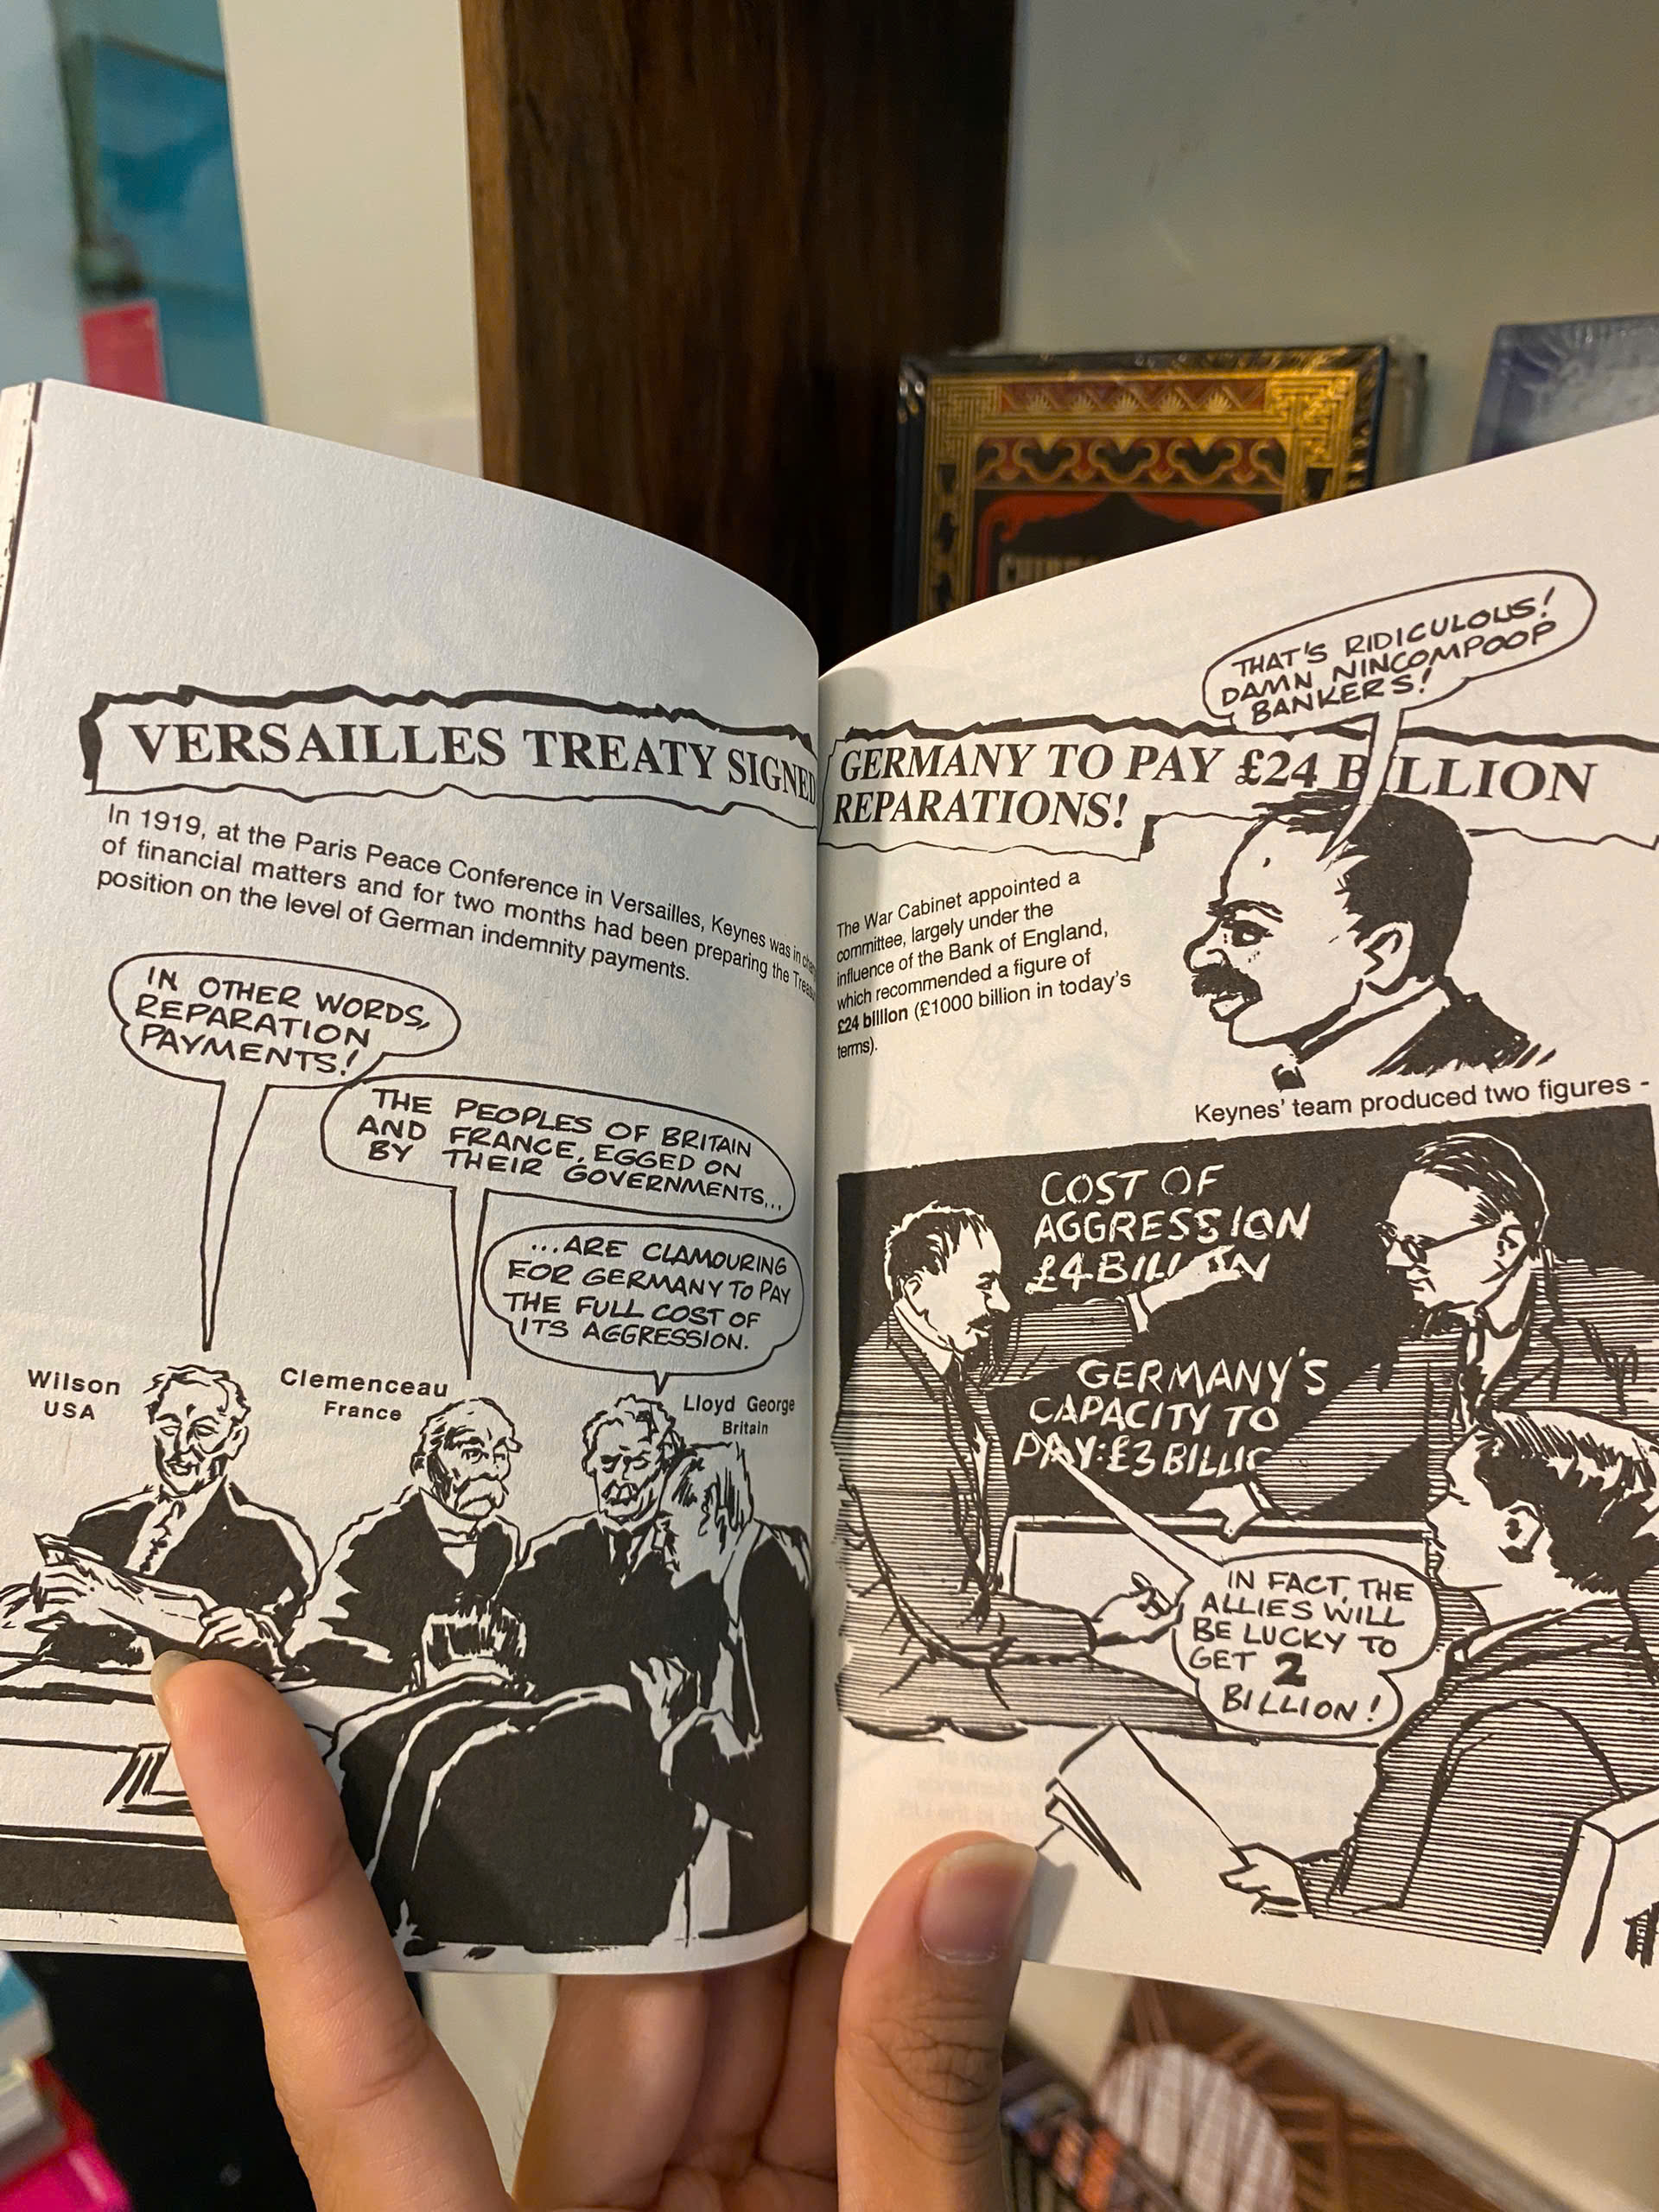 VERSAILLES TREATY SIGNED
In 1919, at the Paris Peace Conference in Versailles, Keynes was in
of financial matters and for two months had been preparing the
position on the level of German indemnity payments.
IN OTHER WORDS,
REPARATION
PAYMENTS!
THE PEOPLES OF BRITAIN
AND FRANCE, EGGED ON
BY THEIR GOVERNMENTS...
...ARE CLAMOURING
FOR GERMANY TO PAY
THE FULL COST OF
ITS AGGRESSION.
Wilson
USA
Clemenceau
France
Lloyd George
Britain
THAT'S RIDICULOUS!
DAMN NINCOMPOOP
BANKERS!
GERMANY TO PAY £24 BILLION
REPARATIONS!
The War Cabinet appointed a
committee, largely under the
influence of the Bank of England,
which recommended a figure of
£24 billion (£1000 billion in today's
terms).
Keynes' team produced two figures -
COST OF
AGGRESSION
£4 BILLION
GERMANY'S
CAPACITY TO
PAY: £3 BILLIO
IN FACT, THE
ALLIES WILL
BE LUCKY TO
GET 2
BILLION!